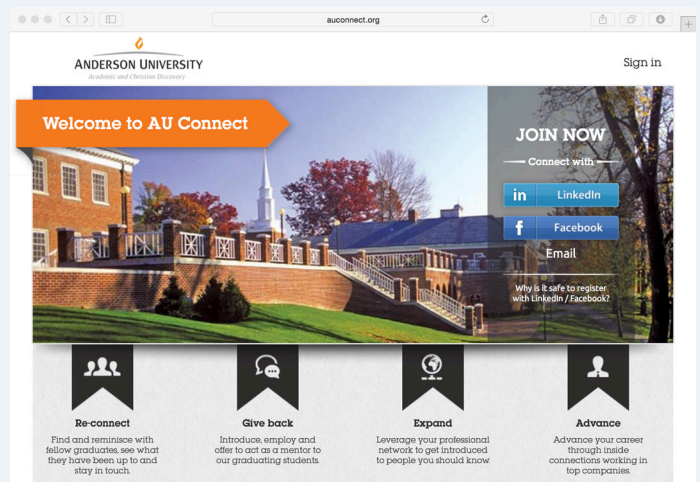 auconnect.org
ANDERSON UNIVERSITY
Academic and Christian Discovery
Sign in
Welcome to AU Connect
JOIN NOW
Connect with
in LinkedIn
f Facebook
Email
Why is it safe to register
with LinkedIn / Facebook?
Re-connect
Find and reminisce with
fellow graduates, see what
they have been up to and
stay in touch.
Give back
Introduce, employ and
offer to act as a mentor to
our graduating students.
Expand
Leverage your professional
network to get introduced
to people you should know.
Advance
Advance your career
through inside
connections working in
top companies.